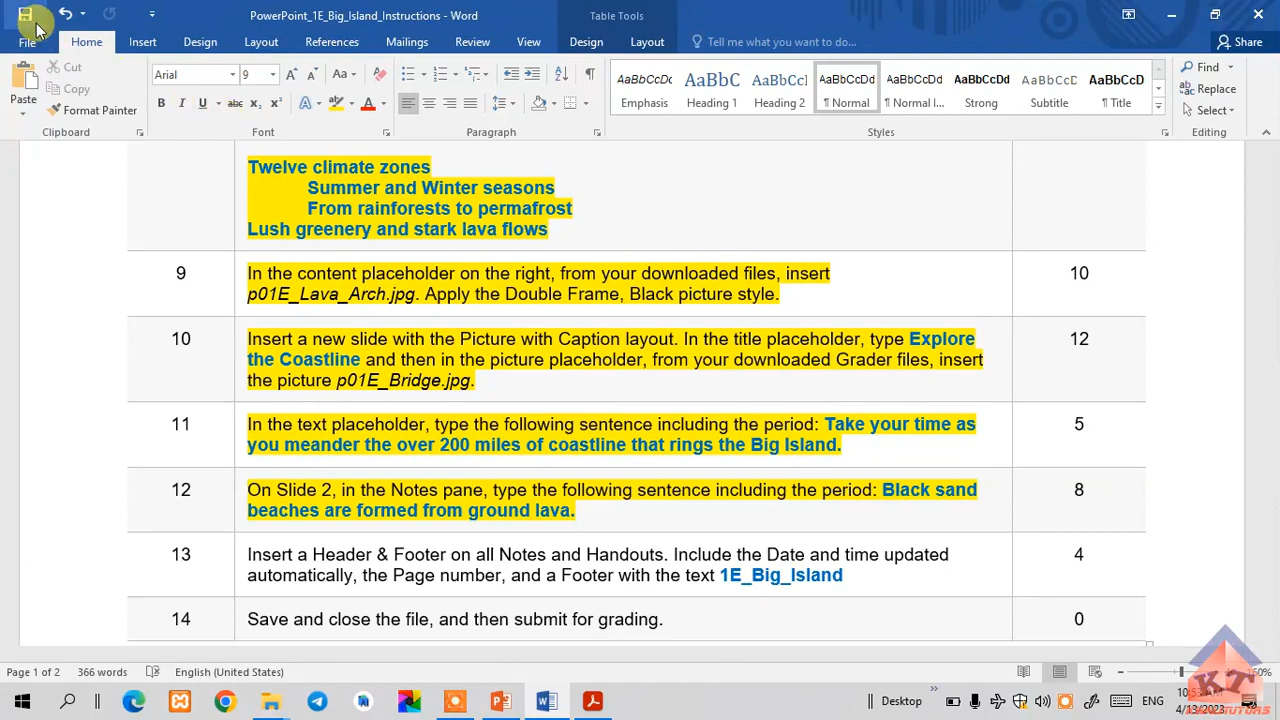 PowerPoint_1E_Big_Island_Instructions - Word
Table Tools
File Home Insert Design Layout References Mailings Review View Design Layout Tell me what you want to do... Share
Paste
Cut
Copy
Format Painter
Clipboard
Arial 9
Font
Paragraph
AaBbCcDc AaBbC AaBbCcI AaBbCcDd AaBbCcDd AaBbCcDd AaBbCcDd AaBbCcD
Emphasis Heading 1 Heading 2 ¶ Normal ¶ Normal I... Strong Subtitle ¶ Title
Styles
Find
Replace
Select
Editing
Twelve climate zones
Summer and Winter seasons
From rainforests to permafrost
Lush greenery and stark lava flows
9 In the content placeholder on the right, from your downloaded files, insert 10
p01E_Lava_Arch.jpg. Apply the Double Frame, Black picture style.
10 Insert a new slide with the Picture with Caption layout. In the title placeholder, type Explore 12
the Coastline and then in the picture placeholder, from your downloaded Grader files, insert
the picture p01E_Bridge.jpg.
11 In the text placeholder, type the following sentence including the period: Take your time as 5
you meander the over 200 miles of coastline that rings the Big Island.
12 On Slide 2, in the Notes pane, type the following sentence including the period: Black sand 8
beaches are formed from ground lava.
13 Insert a Header & Footer on all Notes and Handouts. Include the Date and time updated 4
automatically, the Page number, and a Footer with the text 1E_Big_Island
14 Save and close the file, and then submit for grading. 0
Page 1 of 2 366 words English (United States)
Desktop ENG
4/13/2023